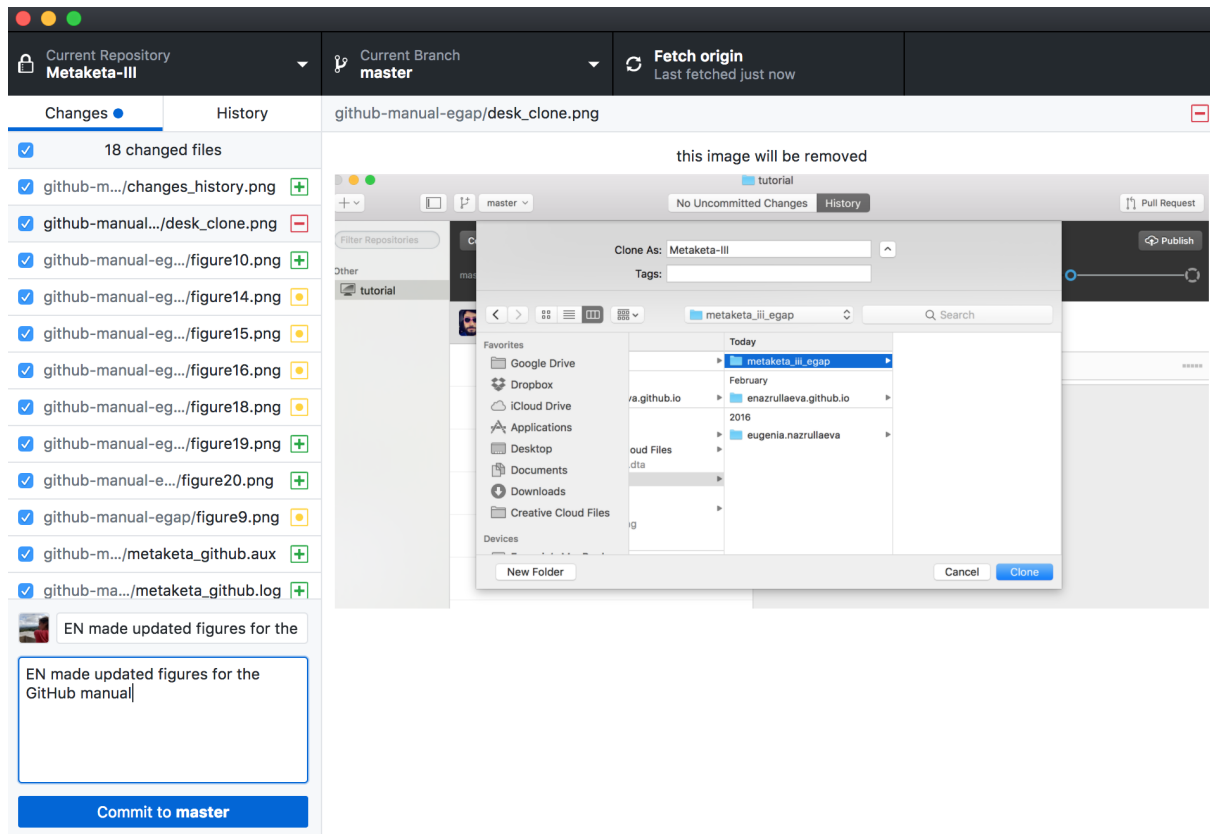 Current Repository
Metaketa-III
Current Branch
master
Fetch origin
Last fetched just now
Changes
History
18 changed files
github-m.../changes_history.png
github-manual.../desk_clone.png
github-manual-eg.../figure10.png
github-manual-eg.../figure14.png
github-manual-eg.../figure15.png
github-manual-eg.../figure16.png
github-manual-eg.../figure18.png
github-manual-eg.../figure19.png
github-manual-e.../figure20.png
github-manual-egap/figure9.png
github-m.../metaketa_github.aux
github-ma.../metaketa_github.log
EN made updated figures for the
EN made updated figures for the
GitHub manual
Commit to master
github-manual-egap/desk_clone.png
this image will be removed
tutorial
master
No Uncommitted Changes
History
Pull Request
Filter Repositories
Publish
Other
tutorial
Clone As: Metaketa-III
Tags:
metaketa_iii_egap
Search
Favorites
Google Drive
Dropbox
iCloud Drive
Applications
Desktop
Documents
Downloads
Creative Cloud Files
Devices
va.github.io
oud Files
.dta
Today
metaketa_iii_egap
February
enazrullaeva.github.io
2016
eugenia.nazrullaeva
New Folder
Cancel
Clone